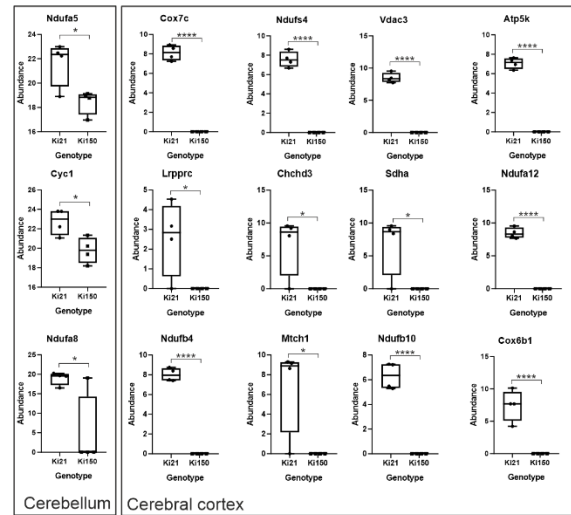 Ndufa5
*
Abundance
24
22
20
18
16
Ki21 Ki150
Genotype
Cox7c
****
Abundance
10
8
6
4
2
0
Ki21 Ki150
Genotype
Ndufs4
****
Abundance
10
8
6
4
2
0
Ki21 Ki150
Genotype
Vdac3
****
Abundance
15
10
5
0
Ki21 Ki150
Genotype
Atp5k
****
Abundance
10
8
6
4
2
0
Ki21 Ki150
Genotype
Cyc1
*
Abundance
26
24
22
20
18
16
Ki21 Ki150
Genotype
Lrpprc
*
Abundance
5
4
3
2
1
0
Ki21 Ki150
Genotype
Chchd3
*
Abundance
15
10
5
0
Ki21 Ki150
Genotype
Sdha
*
Abundance
15
10
5
0
Ki21 Ki150
Genotype
Ndufa12
****
Abundance
15
10
5
0
Ki21 Ki150
Genotype
Ndufa8
*
Abundance
25
20
15
10
5
0
Ki21 Ki150
Genotype
Ndufb4
****
Abundance
10
8
6
4
2
0
Ki21 Ki150
Genotype
Mtch1
*
Abundance
10
8
6
4
2
0
Ki21 Ki150
Genotype
Ndufb10
****
Abundance
8
6
4
2
0
Ki21 Ki150
Genotype
Cox6b1
****
Abundance
15
10
5
0
Ki21 Ki150
Genotype
Cerebellum
Cerebral cortex